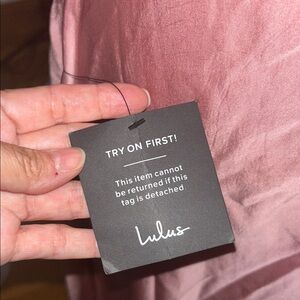 TRY ON FIRST!
This item cannot
be returned if this
tag is detached
Lulus